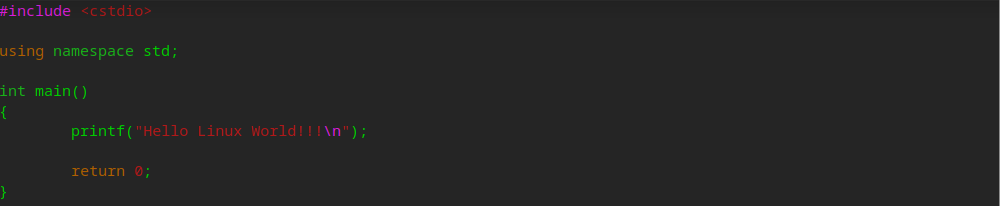 #include <cstdio>
using namespace std;
int main()
{
        printf("Hello Linux World!!!\n");
        return 0;
}